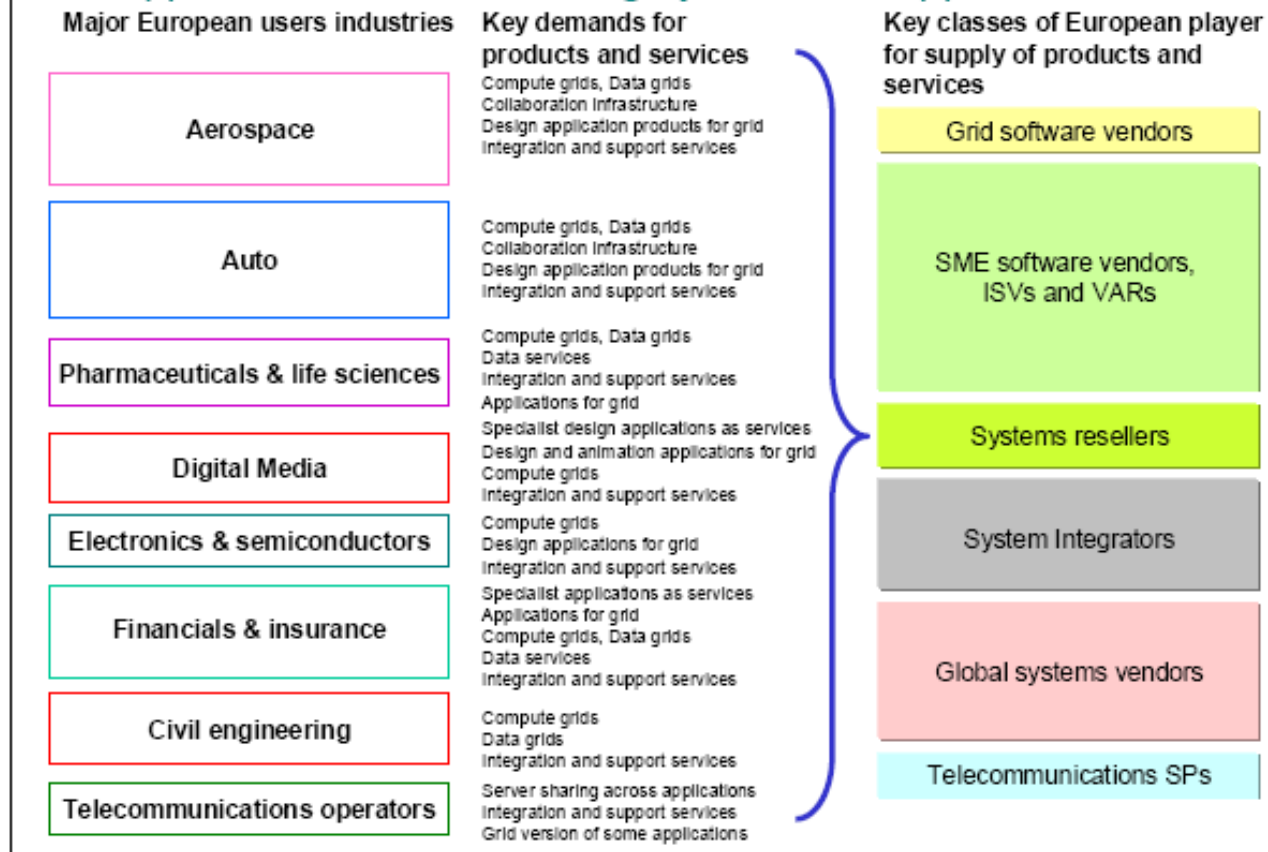 Major European users industries
Key demands for
products and services
Key classes of European player
for supply of products and
services
Aerospace
Compute grids, Data grids
Collaboration Infrastructure
Design application products for grid
Integration and support services
Auto
Compute grids, Data grids
Collaboration Infrastructure
Design application products for grid
Integration and support services
Pharmaceuticals & life sciences
Compute grids, Data grids
Data services
Integration and support services
Applications for grid
Digital Media
Specialist design applications as services
Design and animation applications for grid
Compute grids
Integration and support services
Electronics & semiconductors
Compute grids
Design applications for grid
Integration and support services
Financials & insurance
Specialist applications as services
Applications for grid
Compute grids, Data grids
Data services
Integration and support services
Civil engineering
Compute grids
Data grids
Integration and support services
Telecommunications operators
Server sharing across applications
Integration and support services
Grid version of some applications
Grid software vendors
SME software vendors,
ISVs and VARs
Systems resellers
System Integrators
Global systems vendors
Telecommunications SPs